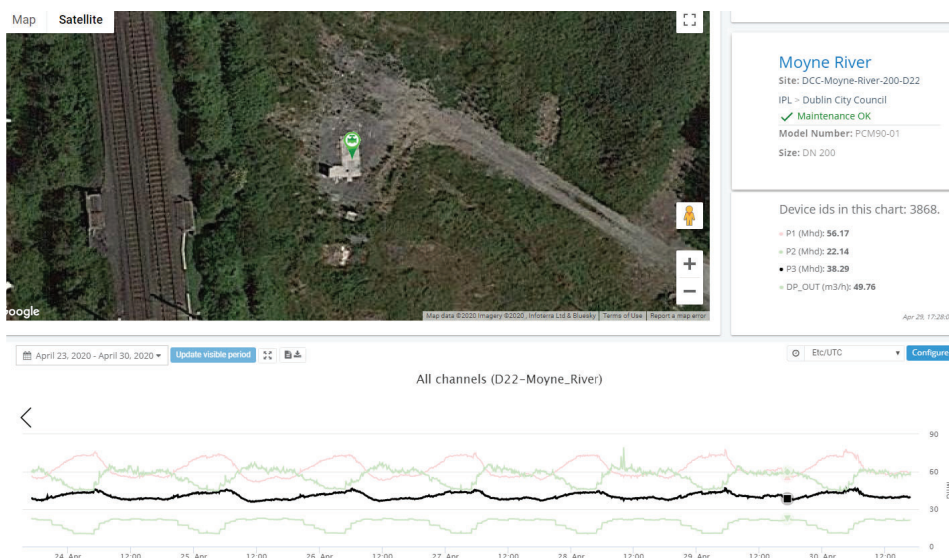 Map Satellite
Moyne River
Site: DCC-Moyne-River-200-D22
IPL > Dublin City Council
Maintenance OK
Model Number: PCM90-01
Size: DN 200
Device ids in this chart: 3868.
P1 (Mhd): 56.17
P2 (Mhd): 22.14
P3 (Mhd): 38.29
DP_OUT (m3/h): 49.76
Apr 29, 17:28:0
oogle
Map data ©2020 Imagery ©2020 , Infoterra Ltd & Bluesky Terms of Use Report a map error
April 23, 2020 - April 30, 2020 Update visible period Etc/UTC Configure
All channels (D22-Moyne_River)
90
60
30
0
24. Apr 12:00 25. Apr 12:00 26. Apr 12:00 27. Apr 12:00 28. Apr 12:00 29. Apr 12:00 30. Apr 12:00